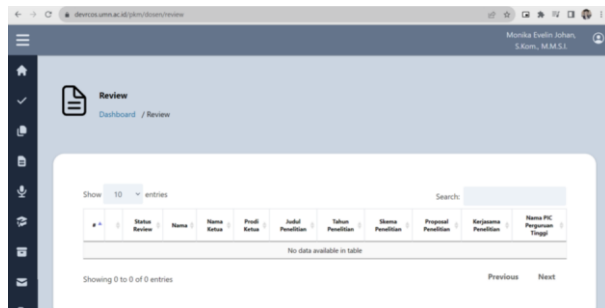 devrcos.umn.ac.id/pkm/dosen/review
Monika Evelin Johan,
S.Kom., M.M.S.I.
Review
Dashboard / Review
Show 10 entries
Search:
# Status Review Nama Nama Ketua Prodi Ketua Judul Penelitian Tahun Penelitian Skema Penelitian Proposal Penelitian Kerjasama Penelitian Nama PIC Perguruan Tinggi
No data available in table
Showing 0 to 0 of 0 entries
Previous Next